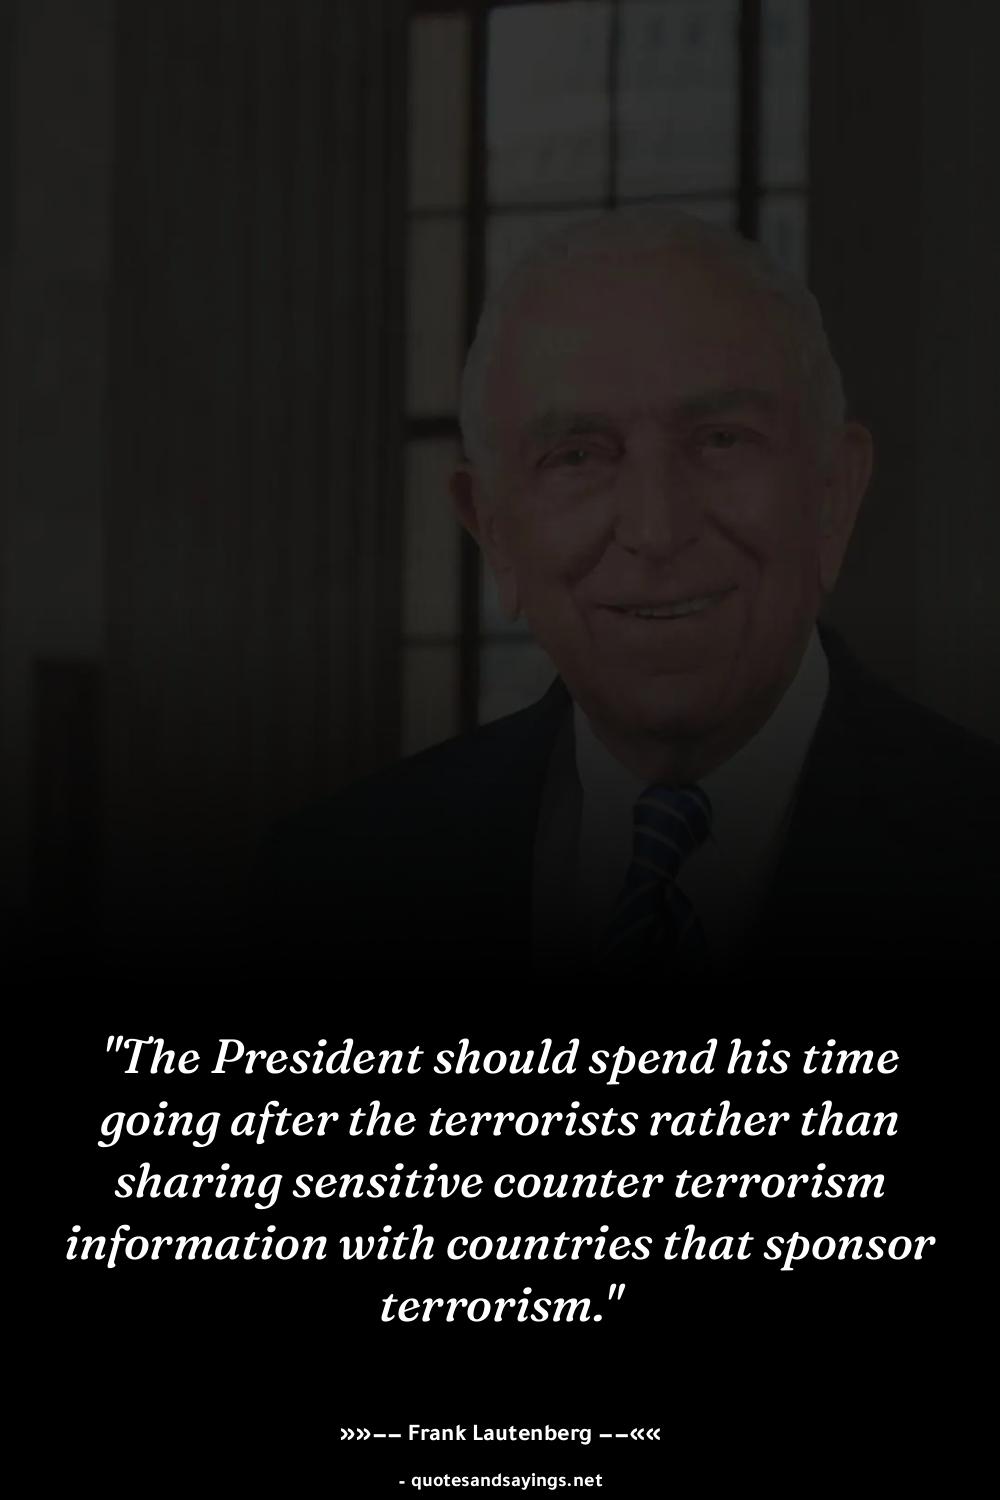 "The President should spend his time
going after the terrorists rather than
sharing sensitive counter terrorism
information with countries that sponsor
terrorism."
»»−− Frank Lautenberg −−««
- quotesandsayings.net